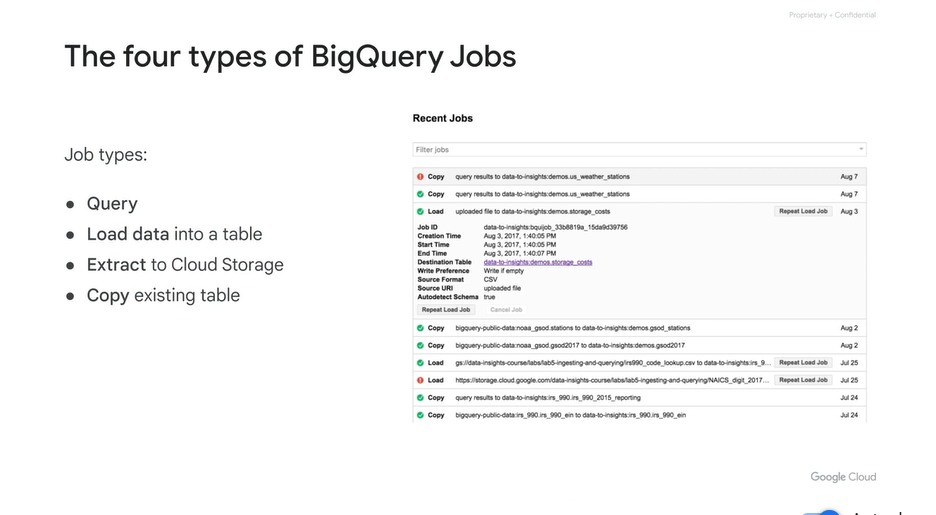 Proprietary + Confidential
The four types of BigQuery Jobs
Job types:
● Query
● Load data into a table
● Extract to Cloud Storage
● Copy existing table
Recent Jobs
Filter jobs
Copy query results to data-to-insights:demos.us_weather_stations Aug 7
Copy query results to data-to-insights:demos.us_weather_stations Aug 7
Load uploaded file to data-to-insights:demos.storage_costs Repeat Load Job Aug 3
Job ID data-to-insights:bquijob_33b8819a_15da9d39756
Creation Time Aug 3, 2017, 1:40:05 PM
Start Time Aug 3, 2017, 1:40:05 PM
End Time Aug 3, 2017, 1:40:07 PM
Destination Table data-to-insights:demos.storage_costs
Write Preference Write if empty
Source Format CSV
Source URI uploaded file
Autodetect Schema true
Repeat Load Job Cancel Job
Copy bigquery-public-data:noaa_gsod.stations to data-to-insights:demos.gsod_stations Aug 2
Copy bigquery-public-data:noaa_gsod.gsod2017 to data-to-insights:demos.gsod2017 Aug 2
Load gs://data-insights-course/labs/lab5-ingesting-and-querying/irs990_code_lookup.csv to data-to-insights:irs_9... Repeat Load Job Jul 25
Load https://storage.cloud.google.com/data-insights-course/labs/lab5-ingesting-and-querying/NAICS_digit_2017... Repeat Load Job Jul 25
Copy query results to data-to-insights:irs_990.irs_990_2015_reporting Jul 24
Copy bigquery-public-data:irs_990.irs_990_ein to data-to-insights:irs_990.irs_990_ein Jul 24
Google Cloud